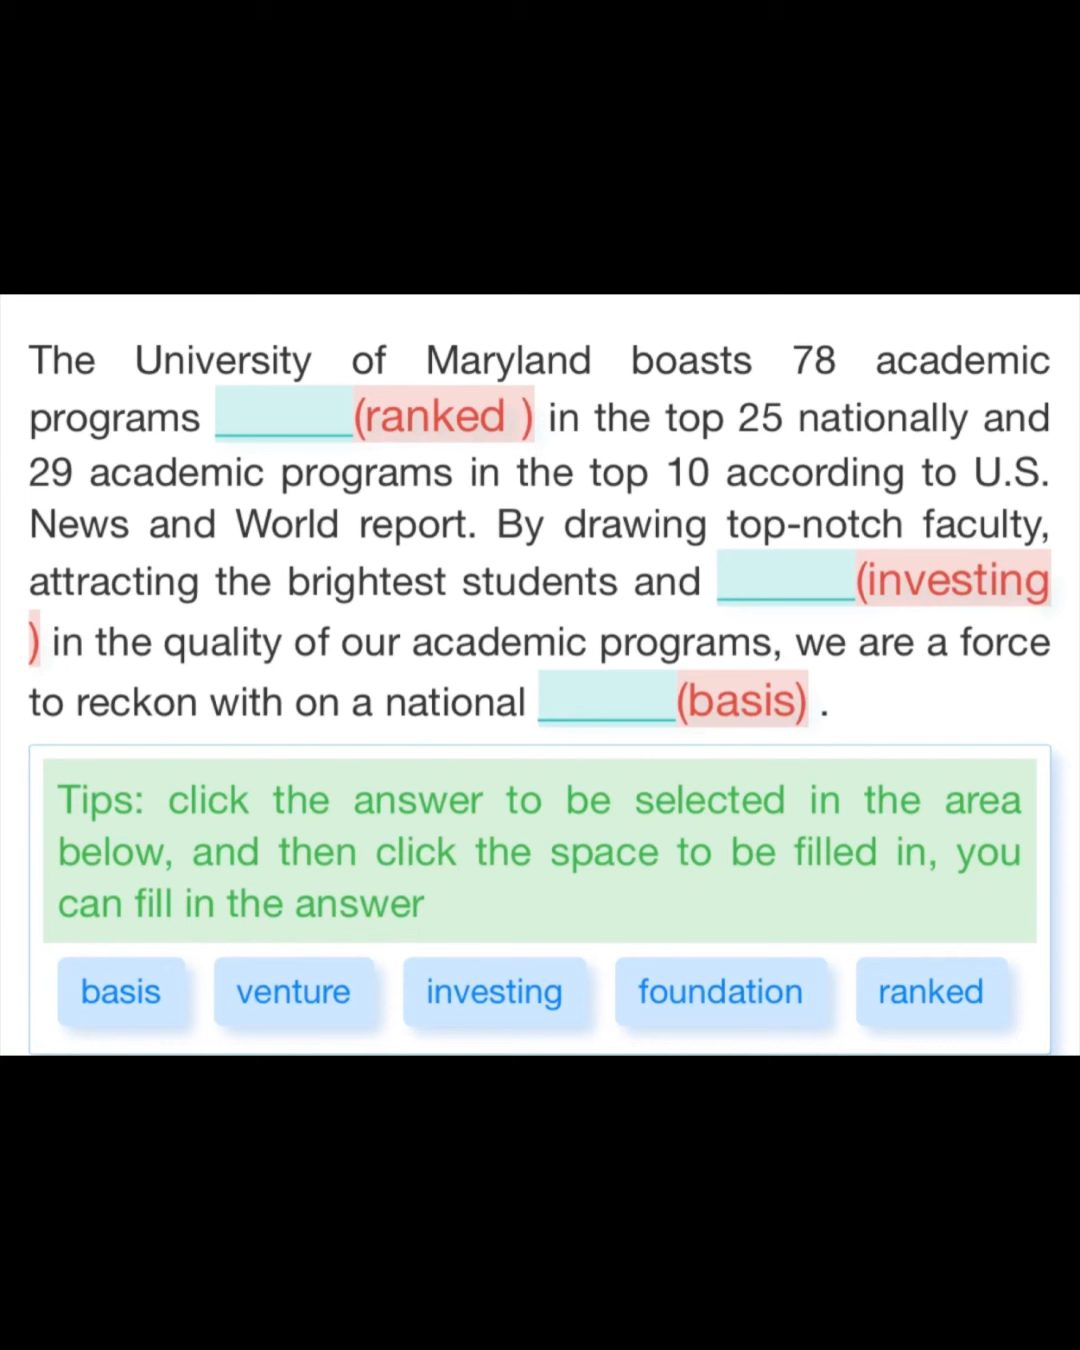 The University of Maryland boasts 78 academic
programs ______(ranked ) in the top 25 nationally and
29 academic programs in the top 10 according to U.S.
News and World report. By drawing top-notch faculty,
attracting the brightest students and ______(investing
) in the quality of our academic programs, we are a force
to reckon with on a national ______(basis) .
Tips: click the answer to be selected in the area
below, and then click the space to be filled in, you
can fill in the answer
basis venture investing foundation ranked